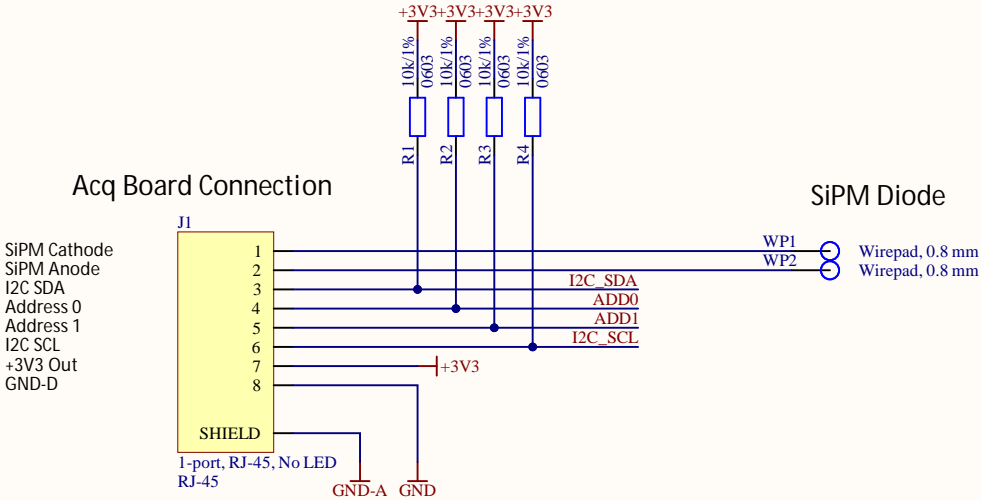 +3V3+3V3+3V3+3V3
10k/1% 10k/1% 10k/1% 10k/1%
0603 0603 0603 0603
R1 R2 R3 R4
Acq Board Connection
SiPM Diode
J1
SiPM Cathode 1 WP1 Wirepad, 0.8 mm
SiPM Anode 2 WP2 Wirepad, 0.8 mm
I2C SDA 3 I2C_SDA
Address 0 4 ADD0
Address 1 5 ADD1
I2C SCL 6 I2C_SCL
+3V3 Out 7 +3V3
GND-D 8
SHIELD
1-port, RJ-45, No LED
RJ-45
GND-A GND